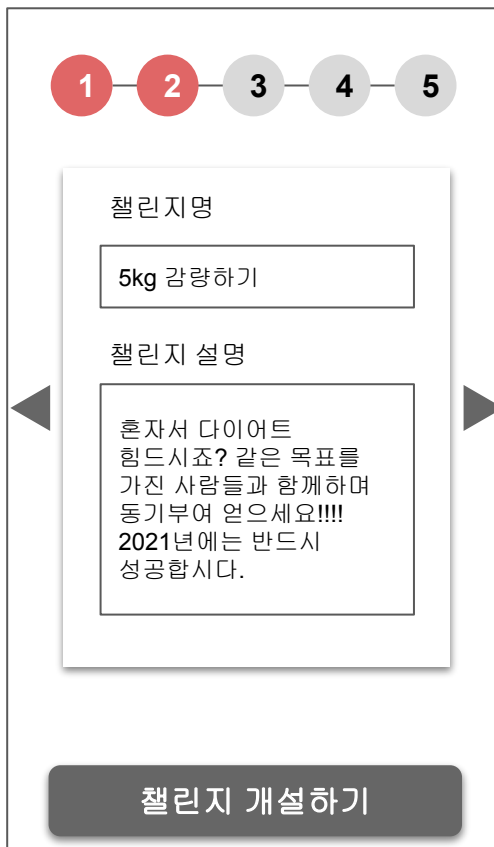 1 2 3 4 5
챌린지명
5kg 감량하기
챌린지 설명
혼자서 다이어트
힘드시죠? 같은 목표를
가진 사람들과 함께하며
동기부여 얻으세요!!!!
2021년에는 반드시
성공합시다.
챌린지 개설하기